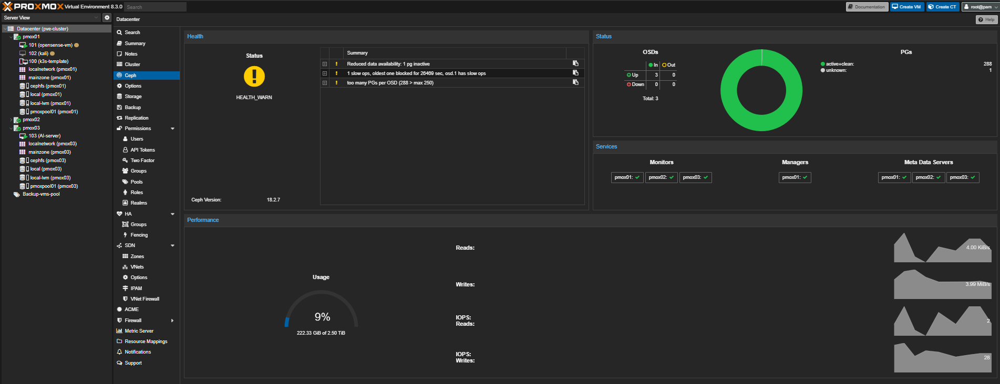 PROXMOX Virtual Environment 8.3.0
Search
Documentation
Create VM
Create CT
root@pam
Server View
Datacenter (pve-cluster)
pmox01
101 (opensense-vm)
102 (kali)
100 (k3s-template)
localnetwork (pmox01)
mainzone (pmox01)
cephfs (pmox01)
local (pmox01)
local-lvm (pmox01)
pmoxpool01 (pmox01)
pmox02
pmox03
103 (AI-server)
localnetwork (pmox03)
mainzone (pmox03)
cephfs (pmox03)
local (pmox03)
local-lvm (pmox03)
pmoxpool01 (pmox03)
Backup-vms-pool
Datacenter
Help
Search
Summary
Notes
Cluster
Ceph
Options
Storage
Backup
Replication
Permissions
Users
API Tokens
Two Factor
Groups
Pools
Roles
Realms
HA
Groups
Fencing
SDN
Zones
VNets
Options
IPAM
VNet Firewall
ACME
Firewall
Metric Server
Resource Mappings
Notifications
Support
Health
Status
HEALTH_WARN
Ceph Version: 18.2.7
Summary
Reduced data availability: 1 pg inactive
1 slow ops, oldest one blocked for 26469 sec, osd.1 has slow ops
too many PGs per OSD (288 > max 250)
Status
OSDs
In Out
Up 3 0
Down 0 0
Total: 3
PGs
active+clean: 288
unknown: 1
Services
Monitors
pmox01: pmox02: pmox03:
Managers
pmox01:
Meta Data Servers
pmox01: pmox02: pmox03:
Performance
Usage
9%
222.33 GiB of 2.50 TiB
Reads:
4.00 KiB/s
Writes:
3.99 MiB/s
IOPS:
Reads:
2
IOPS:
Writes:
28